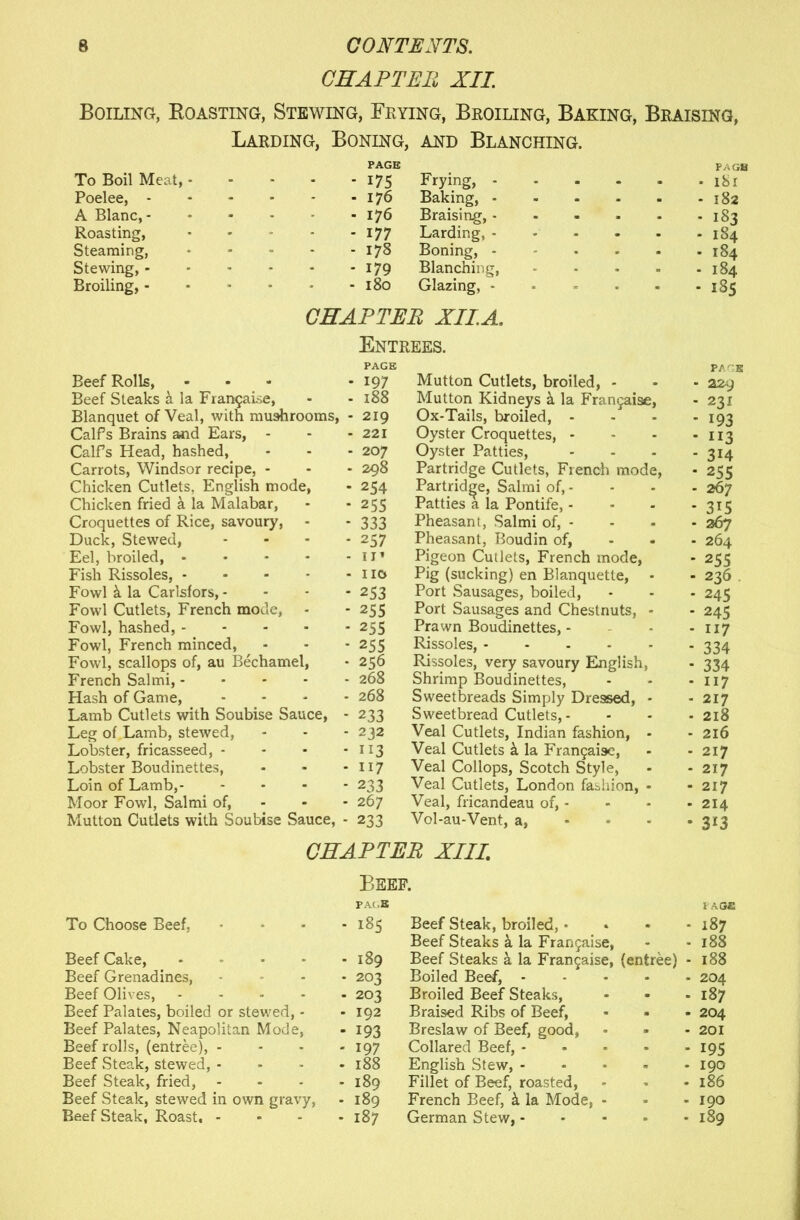 8 CONTENTS.
CHAPTER XII.
BOILING, ROASTING, STEWING, FRYING, BROILING, BAKING, BRAISING,
LARDING, BONING, AND BLANCHING.
PAGE
To Boil Meat, - - - - - 175
Poelee, - - - - - - 176
A Blanc, - - - - - - 176
Roasting, - - - - - 177
Steaming, - - - - - 178
Stewing, - - - - - - 179
Broiling, - - - - - - 180
PAGE
Frying, - - - - - - 181
Baking, - - - - - - 182
Braising, - - - - - - 183
Larding, - - - - - - 184
Boning, - - - - - - 184
Blanching, - - - - - 184
Glazing, - - - - - - 185
CHAPTER XII.A.
ENTREES.
PAGE
Beef Rolls, - - - - 197
Beef Steaks à la Française, - - 188
Blanquet of Veal, with mushrooms, - 219
Calf's Brains and Ears, - - - 221
Calf's Head, hashed, - - - 207
Carrots, Windsor recipe, - - - 298
Chicken Cutlets, English mode, - 254
Chicken fried à la Malabar, - - 255
Croquettes of Rice, savoury, - - 333
Duck, Stewed, - - - - 257
Eel, broiled, - - - - - 11
Fish Rissoles, - - - - - 110
Fowl à la Carlsfors, - - - - 253
Fowl Cutlets, French mode, - - 255
Fowl, hashed, - - - - - 255
Fowl, French minced, - - - 255
Fowl, scallops of, au Béchamel, - 256
French Salmi, - - - - - 268
Hash of Game, - - - - 268
Lamb Cutlets with Soubise Sauce, - 233
Leg of Lamb, stewed, - - - 232
Lobster, fricasseed, - - - - 113
Lobster Boudinettes, - - - 117
Loin of Lamb,- - - - - 233
Moor Fowl, Salmi of, - - - 267
Mutton Cutlets with Soubise Sauce, - 233
PAGE
Mutton Cutlets, broiled, - - - 229
Mutton Kidneys à la Française, - 231
Ox-Tails, broiled, - - - - 193
Oyster Croquettes, - - - - 113
Oyster Patties, - - - - 314
Partridge Cutlets, French mode, - 255
Partridge, Salmi of, - - - - 267
Patties à la Pontife, - - - - 315
Pheasant, Salmi of, - - - - 267
Pheasant, Boudin of, - - - 264
Pigeon Cutlets, French mode, - 255
Pig (sucking) en Blanquette, - - 236
Port Sausages, boiled, - - - 245
Port Sausages and Chestnuts, - - 245
Prawn Boudinettes, - - - - 117
Rissoles, - - - - - - 334
Rissoles, very savoury English, - 334
Shrimp Boudinettes, - - - 117
Sweetbreads Simply Dressed, - - 217
Sweetbread Cutlets, - - - - 218
Veal Cutlets, Indian fashion, - - 216
Veal Cutlets à la Française, - - 217
Veal Collops, Scotch Style, - - 217
Veal Cutlets, London fashion, - - 217
Veal, fricandeau of, - - - - 214
Vol-au-Vent, a, - - - - 313
CHAPTER XIII.
BEEF.
PAGE
To Choose Beef, - - - - 185
Beef Cake, - - - - - 189
Beef Grenadines, - - - - 203
Beef Olives, - - - - - 203
Beef Palates, boiled or stewed, - - 192
Beef Palates, Neapolitan Mode, - 193
Beef rolls, (entrèe), - - - - 197
Beef Steak, stewed, - - - - 188
Beef Steak, fried, - - - - 189
Beef Steak, stewed in own gravy, - 189
Beef Steak, Roast, - - - - 187
PAGE
Beef Steak, broiled, - - - - 187
Beef Steaks à la Française, - - 188
Beef Steaks à la Française, (entrèe) - 188
Boiled Beef, - - - - - 204
Broiled Beef Steaks, - - - 187
Braised Ribs of Beef, - - - 204
Breslaw of Beef, good, - - - 201
Collared Beef, - - - - - 195
English Stew, - - - - - 190
Fillet of Beef, roasted, - - - 186
French Beef, à la Mode, - - - 190
German Stew, - - - - - 189